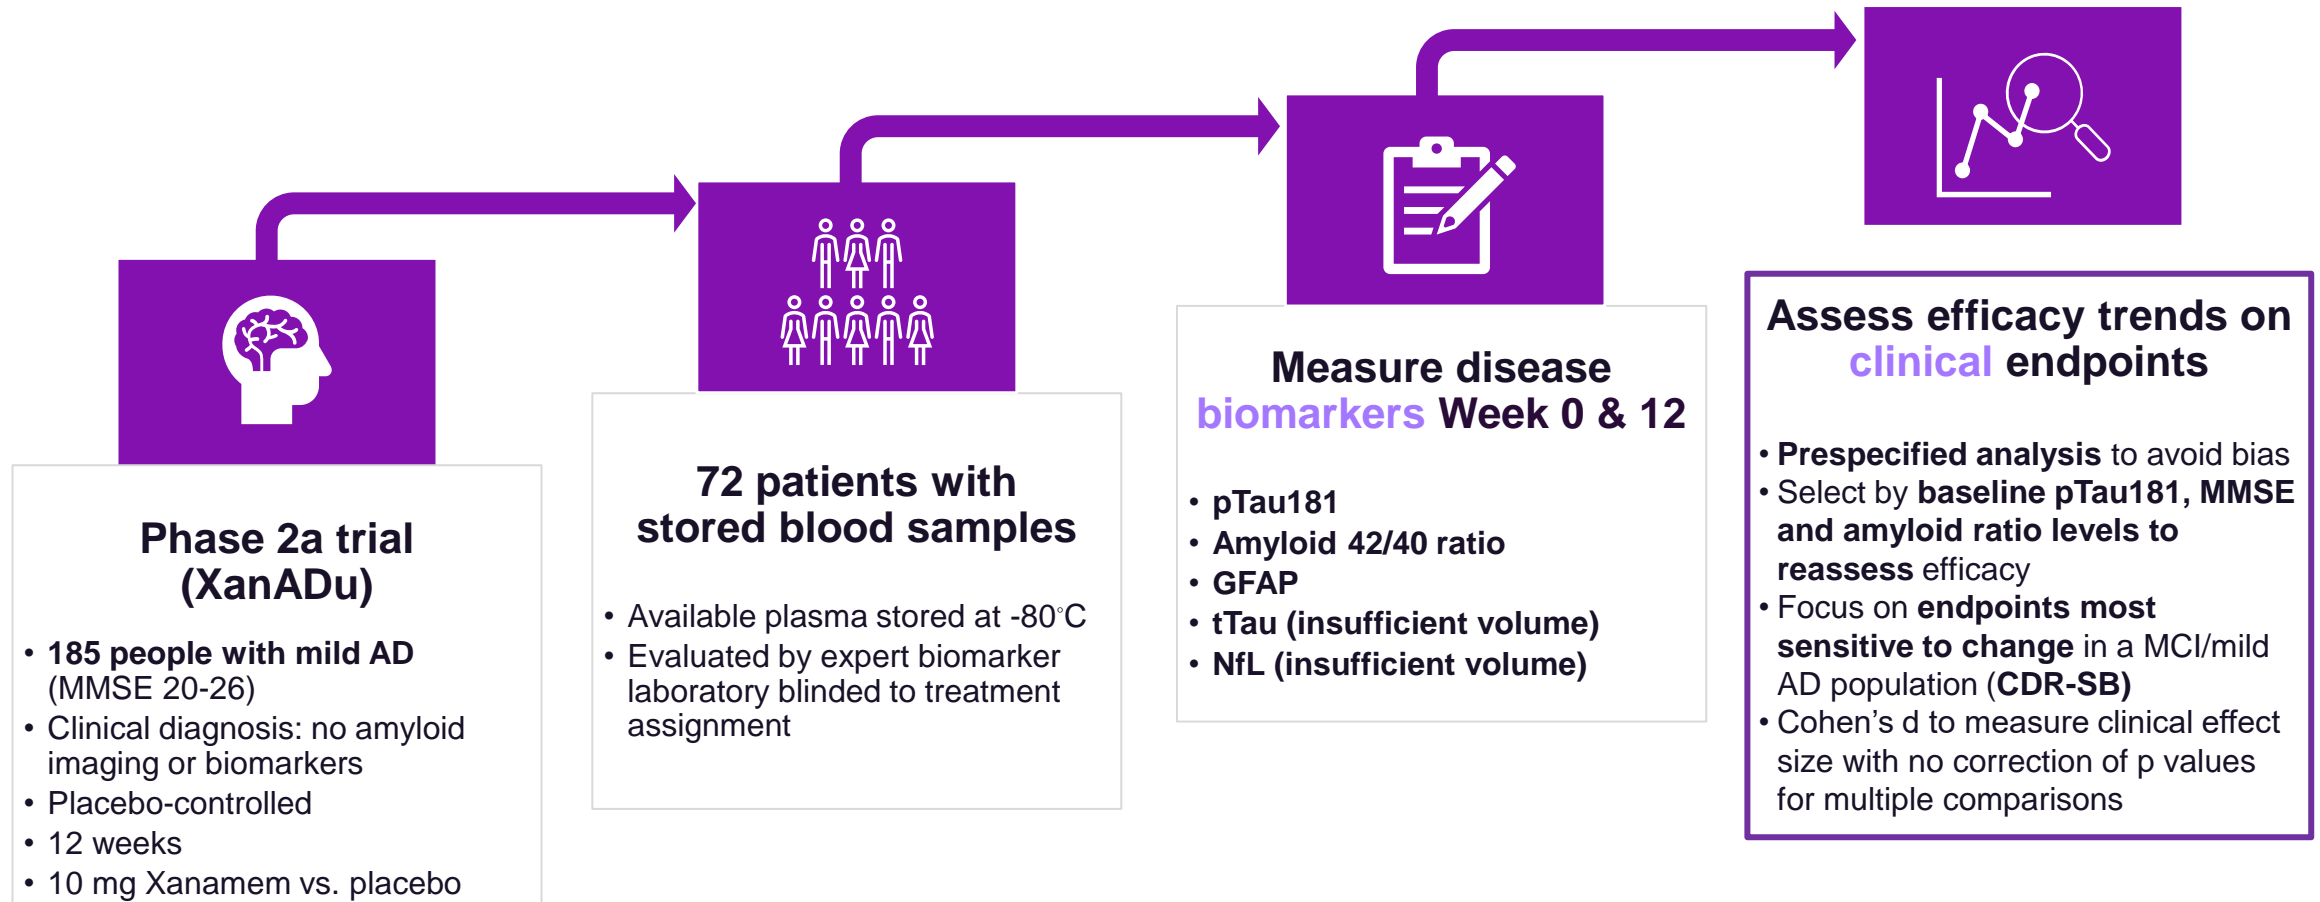 Phase 2a trial
(XanADu)
• 185 people with mild AD
(MMSE 20-26)
• Clinical diagnosis: no amyloid
imaging or biomarkers
• Placebo-controlled
• 12 weeks
• 10 mg Xanamem vs. placebo
72 patients with
stored blood samples
• Available plasma stored at -80°C
• Evaluated by expert biomarker
laboratory blinded to treatment
assignment
Measure disease
biomarkers Week 0 & 12
• pTau181
• Amyloid 42/40 ratio
• GFAP
• tTau (insufficient volume)
• NfL (insufficient volume)
Assess efficacy trends on
clinical endpoints
• Prespecified analysis to avoid bias
• Select by baseline pTau181, MMSE
and amyloid ratio levels to
reassess efficacy
• Focus on endpoints most
sensitive to change in a MCI/mild
AD population (CDR-SB)
• Cohen's d to measure clinical effect
size with no correction of p values
for multiple comparisons